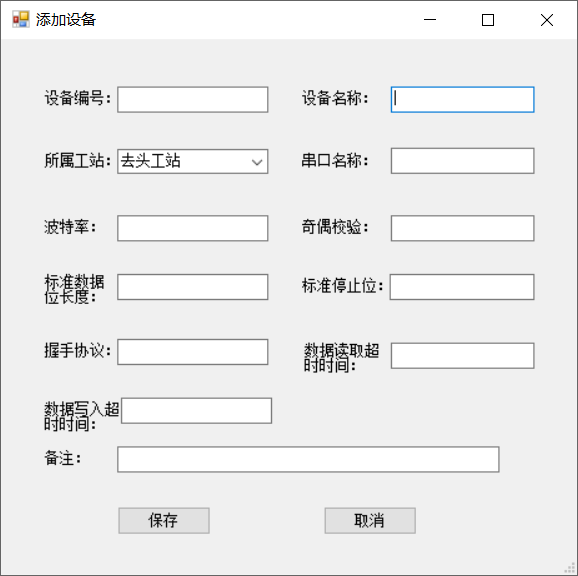 添加设备
设备编号： 设备名称：
所属工站： 去头工站 串口名称：
波特率： 奇偶校验：
标准数据
位长度： 标准停止位：
握手协议： 数据读取超
时时间：
数据写入超
时时间：
备注：
保存 取消